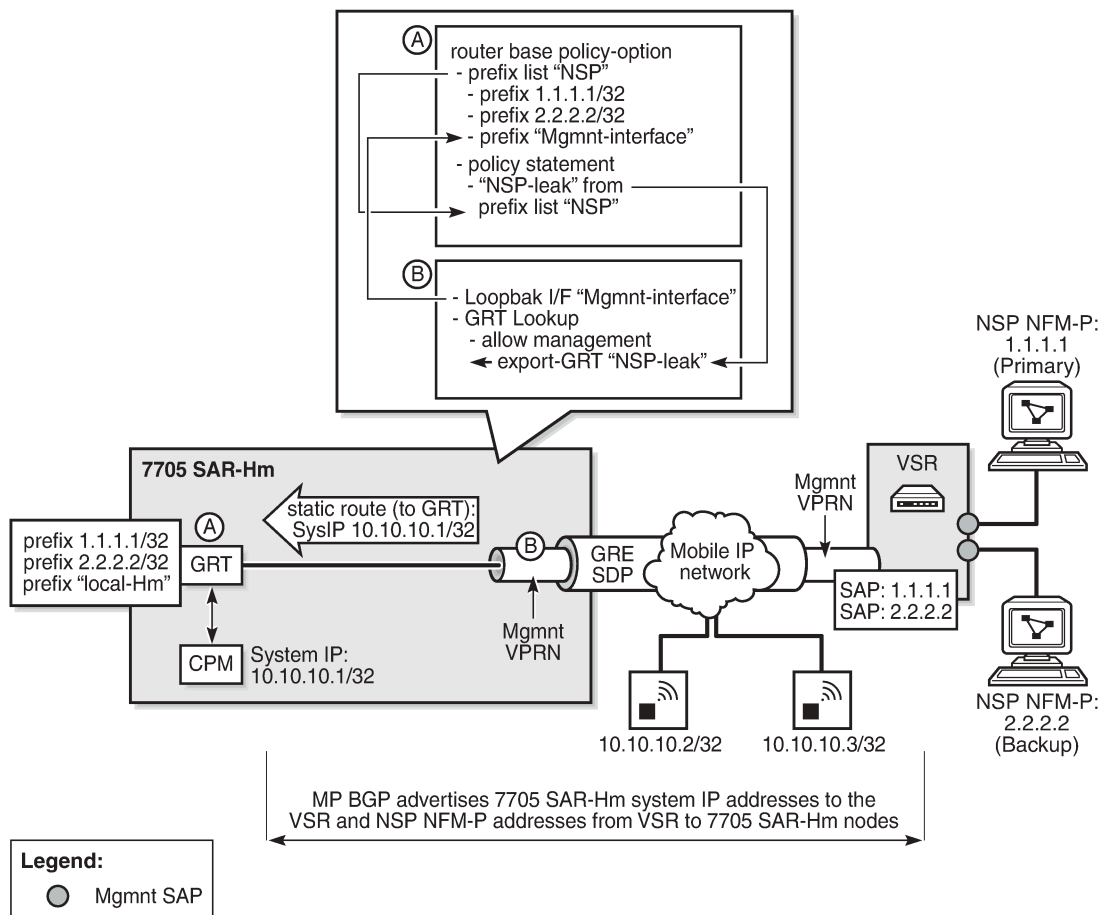 A
router base policy-option
- prefix list “NSP”
- prefix 1.1.1.1/32
- prefix 2.2.2.2/32
- prefix “Mgmnt-interface”
- policy statement
- “NSP-leak” from
prefix list “NSP”
B
- Loopbak I/F “Mgmnt-interface”
- GRT Lookup
- allow management
export-GRT “NSP-leak”
NSP NFM-P:
1.1.1.1
(Primary)
7705 SAR-Hm
static route (to GRT):
SysIP 10.10.10.1/32
A
prefix 1.1.1.1/32
prefix 2.2.2.2/32
prefix “local-Hm”
GRT
B
GRE
SDP
Mobile IP
network
Mgmnt
VPRN
VSR
SAP: 1.1.1.1
SAP: 2.2.2.2
Mgmnt
VPRN
CPM
System IP:
10.10.10.1/32
10.10.10.2/32
10.10.10.3/32
NSP NFM-P:
2.2.2.2
(Backup)
MP BGP advertises 7705 SAR-Hm system IP addresses to the
VSR and NSP NFM-P addresses from VSR to 7705 SAR-Hm nodes
Legend:
Mgmnt SAP